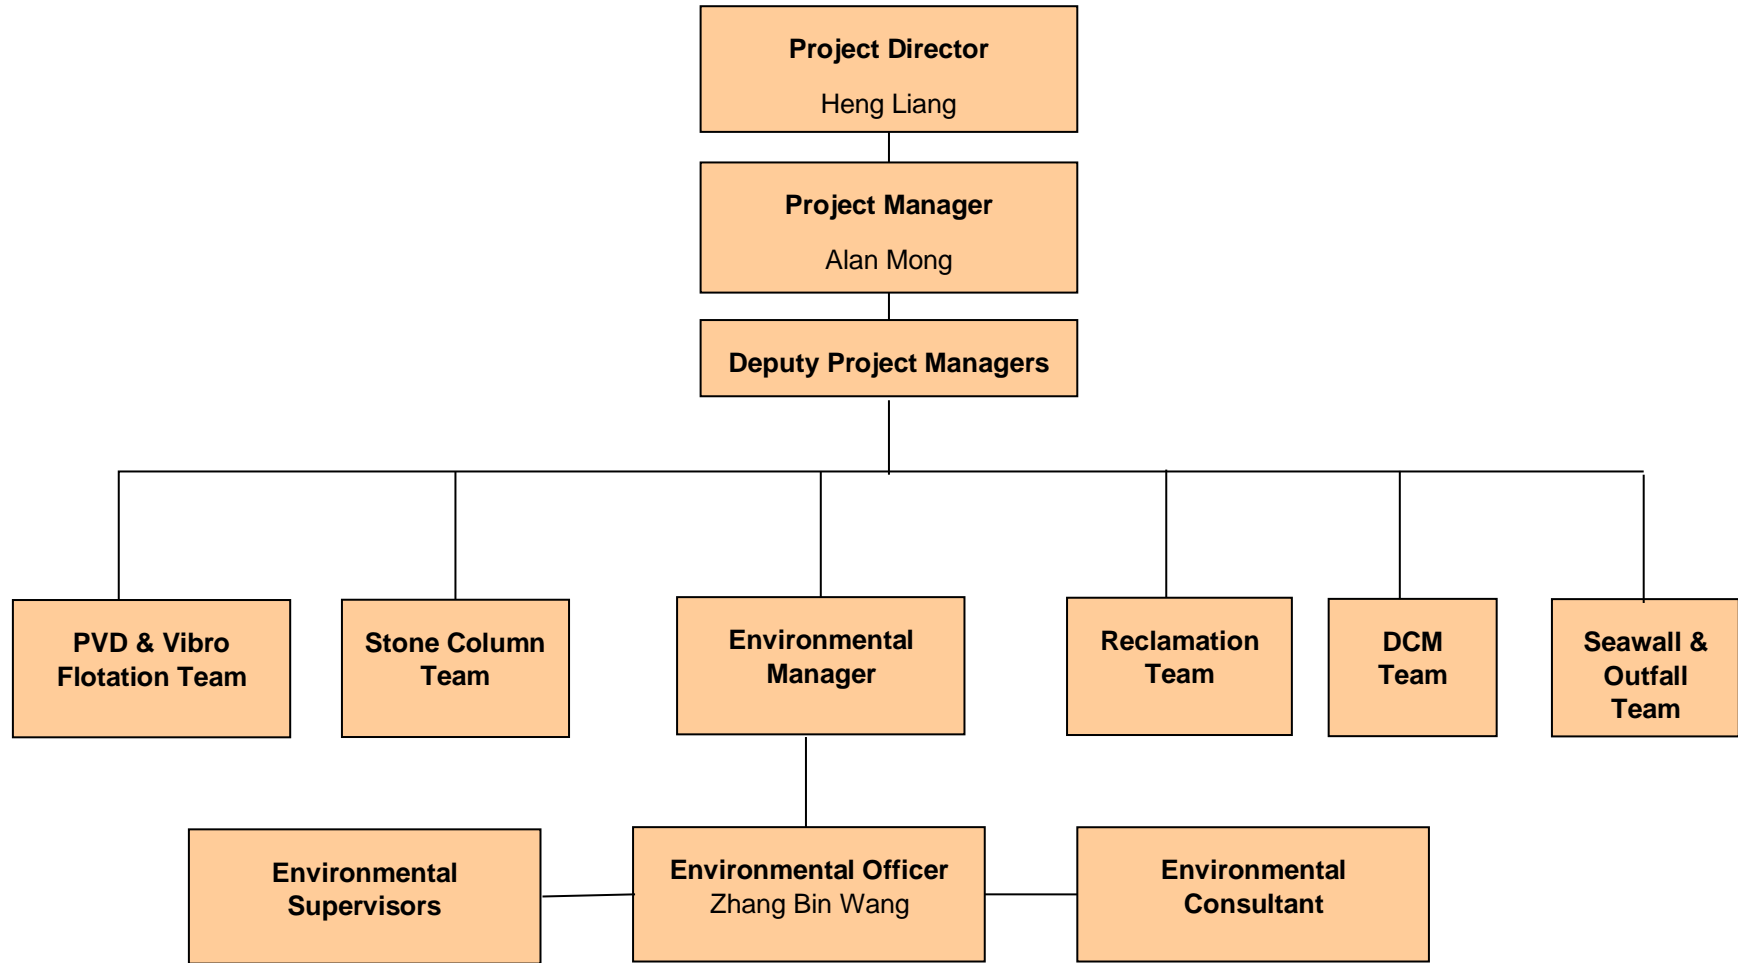 Project Director
Heng Liang
Project Manager
Alan Mong
Deputy Project Managers
PVD & Vibro
Flotation Team
Stone Column
Team
Environmental
Manager
Reclamation
Team
DCM
Team
Seawall &
Outfall
Team
Environmental
Supervisors
Environmental Officer
Zhang Bin Wang
Environmental
Consultant